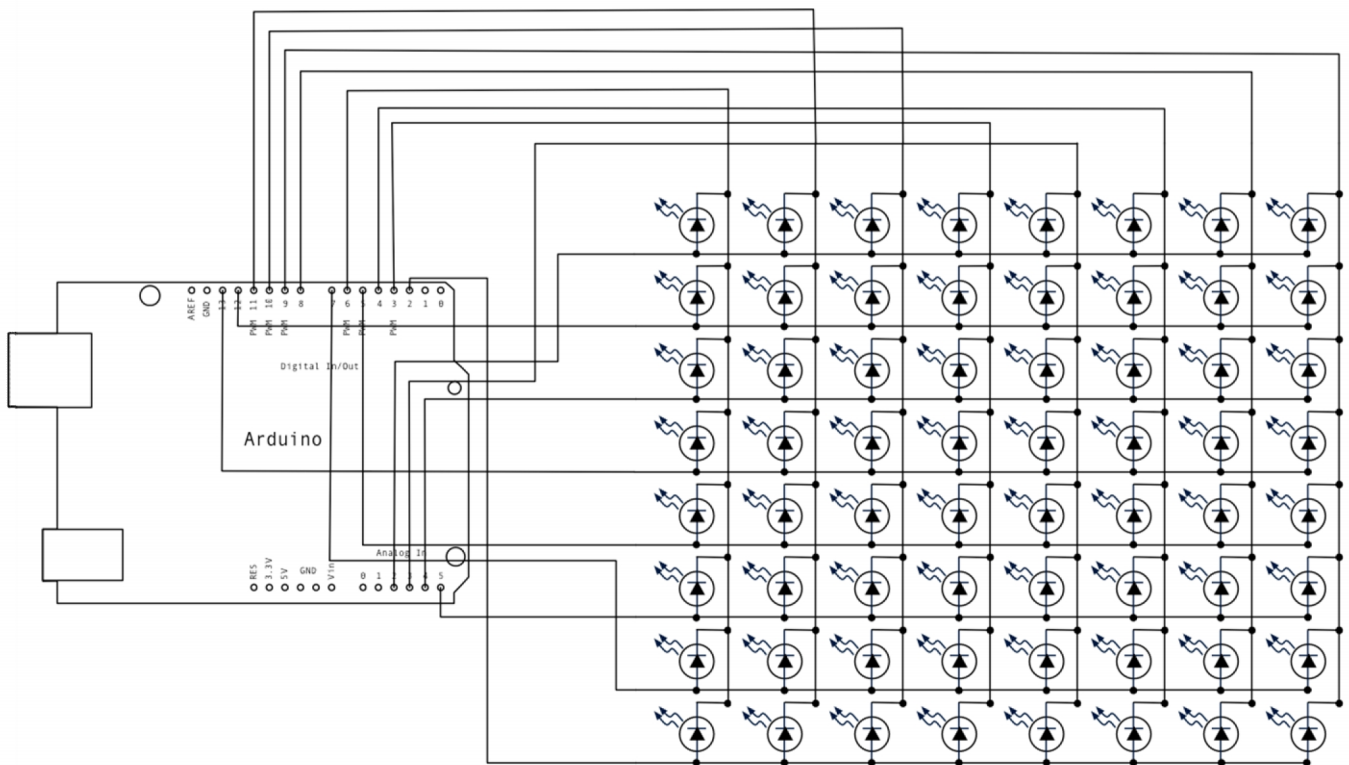 AREF
GND
13
12
PWM 11
PWM 10
PWM 9
8
7
PWM 6
PWM 5
4
PWM 3
2
1
0
Digital In/Out
Arduino
Analog In
RES
3.3V
5V
GND
Vin
0
1
2
3
4
5